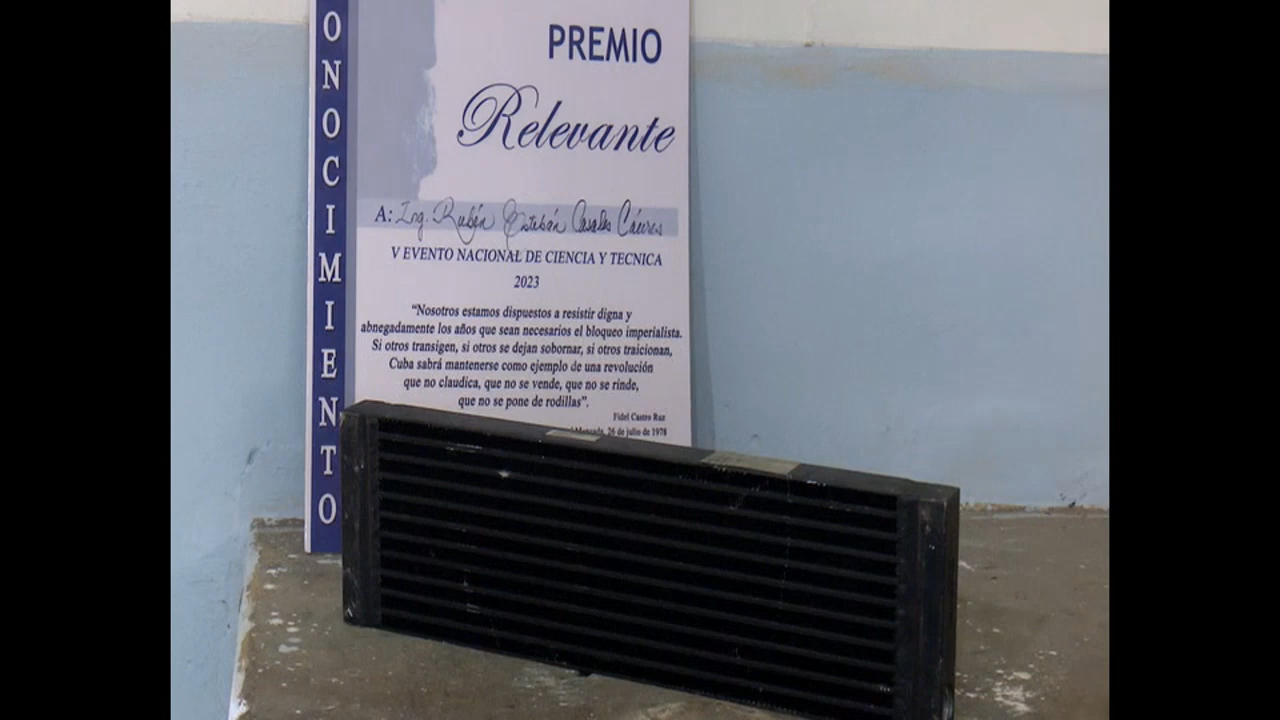 ONOCIMIENTO
PREMIO
Relevante
A: Ing. Rubén Esteban Casales
V EVENTO NACIONAL DE CIENCIA Y TECNICA
2023
“Nosotros estamos dispuestos a resistir digna y
abnegadamente los años que sean necesarios el bloqueo imperialista.
Si otros transigen, si otros se dejan sobornar, si otros traicionan,
Cuba sabrá mantenerse como ejemplo de una revolución
que no claudica, que no se vende, que no se rinde,
que no se pone de rodillas”.
Fidel Castro Ruz
26 de julio de 1978